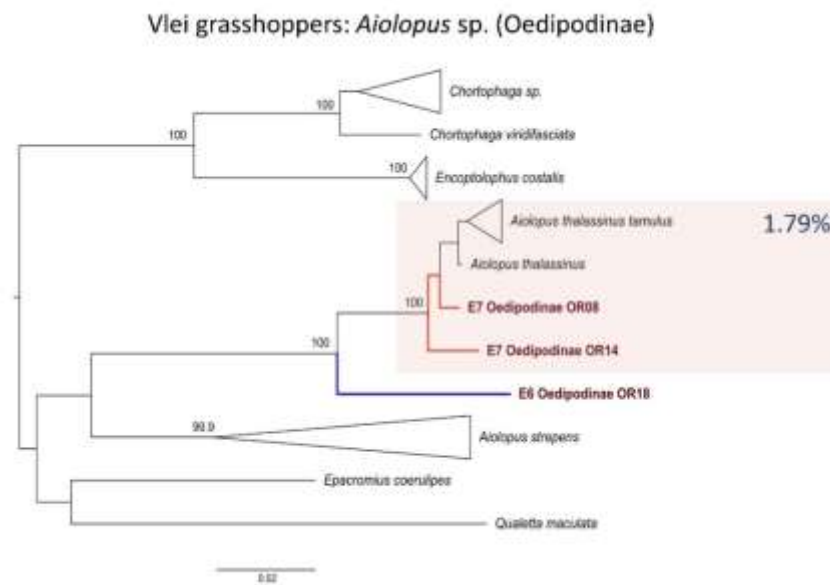 Vlei grasshoppers: Aiolopus sp. (Oedipodinae)
100
Chortophaga sp.
100
Chortophaga viridifasciata
100
Encoptolophus costalis
Aiolopus thalassinus tamulus
1.79%
Aiolopus thalassinus
100
E7 Oedipodinae OR08
100
E7 Oedipodinae OR14
E6 Oedipodinae OR18
99.9
Aiolopus strepens
Epacromius coerulipes
Qualetta maculata
0.02